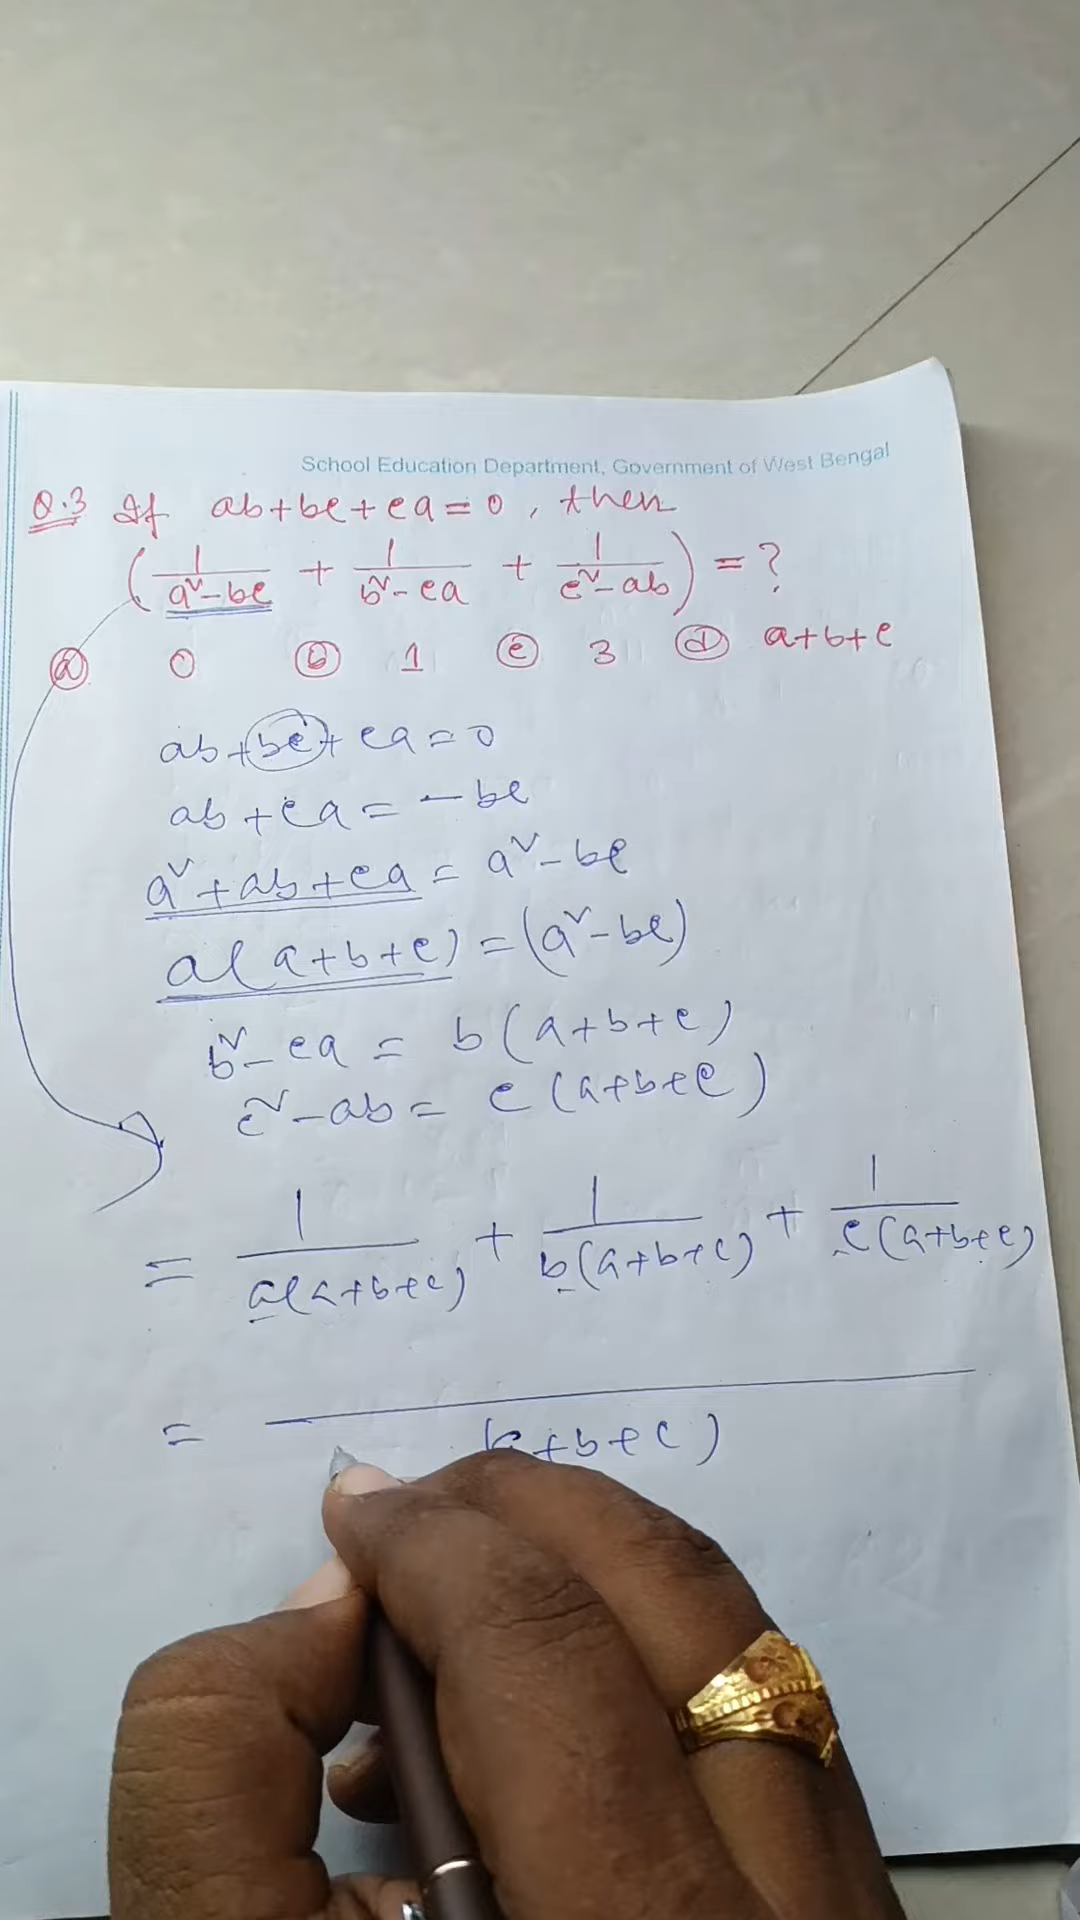 School Education Department, Government of West Bengal
Q.3 If ab+bc+ca=0, then
(1/(a²-bc) + 1/(b²-ca) + 1/(c²-ab)) = ?
ⓐ 0 ⓑ 1 ⓒ 3 ⓓ a+b+c
ab+bc+ca=0
ab+ca=-bc
a²+ab+ca=a²-bc
a(a+b+c)=(a²-bc)
b²-ca=b(a+b+c)
c²-ab=c(a+b+c)
= 1/a(a+b+c) + 1/b(a+b+c) + 1/c(a+b+c)
= (a+b+c)